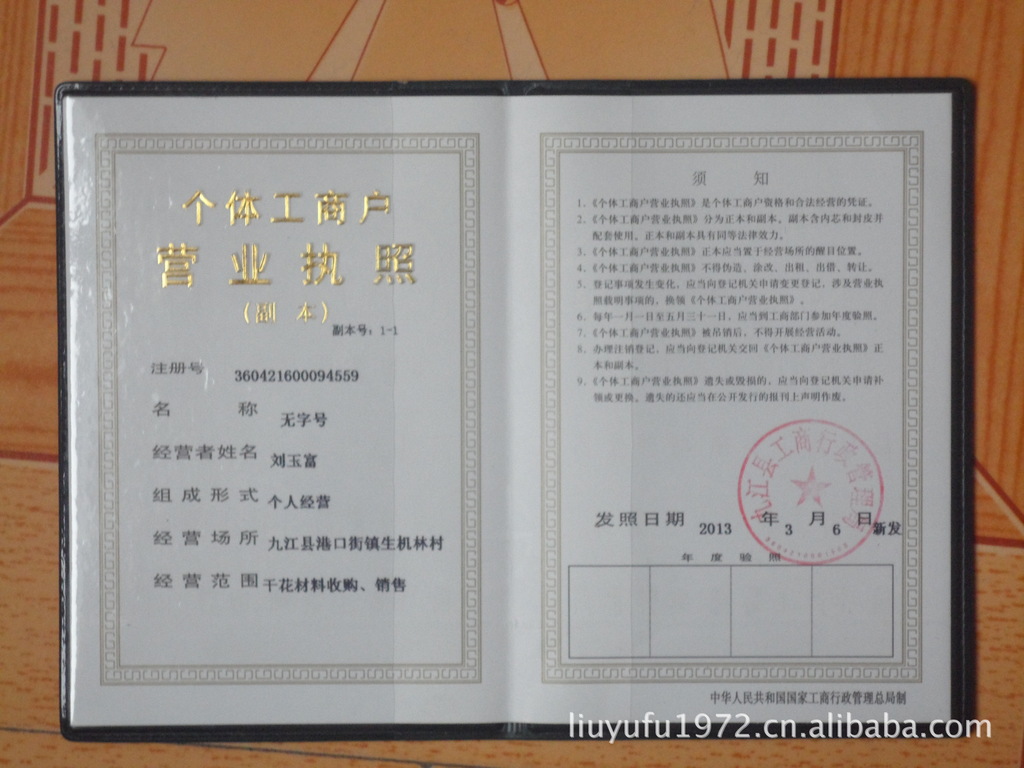 个体工商户
营业执照
(副 本)
副本号：1-1
注册号 360421600094559
名 称 无字号
经营者姓名 刘玉富
组成形式 个人经营
经营场所 九江县港口街镇生机林村
经营范围 干花材料收购、销售
须 知
1、《个体工商户营业执照》是个体工商户资格和合法经营的凭证。
2、《个体工商户营业执照》分为正本和副本。副本含内芯和封皮并
配套使用。正本和副本具有同等法律效力。
3、《个体工商户营业执照》正本应当置于经营场所的醒目位置。
4、《个体工商户营业执照》不得伪造、涂改、出租、出借、转让。
5、登记事项发生变化，应当向登记机关申请变更登记，涉及营业执
照载明事项的，换领《个体工商户营业执照》。
6、每年一月一日至五月三十一日，应当到工商部门参加年度验照。
7、《个体工商户营业执照》被吊销后，不得开展经营活动。
8、办理注销登记，应当向登记机关交回《个体工商户营业执照》正
本和副本。
9、《个体工商户营业执照》遗失或毁损的，应当向登记机关申请补
领或更换。遗失的还应当在公开发行的报刊上声明作废。
九江县工商行政管理局
发照日期 2013 年 3 月 6 日 新发
年度验照
中华人民共和国国家工商行政管理总局制
liuyufu1972.cn.alibaba.com